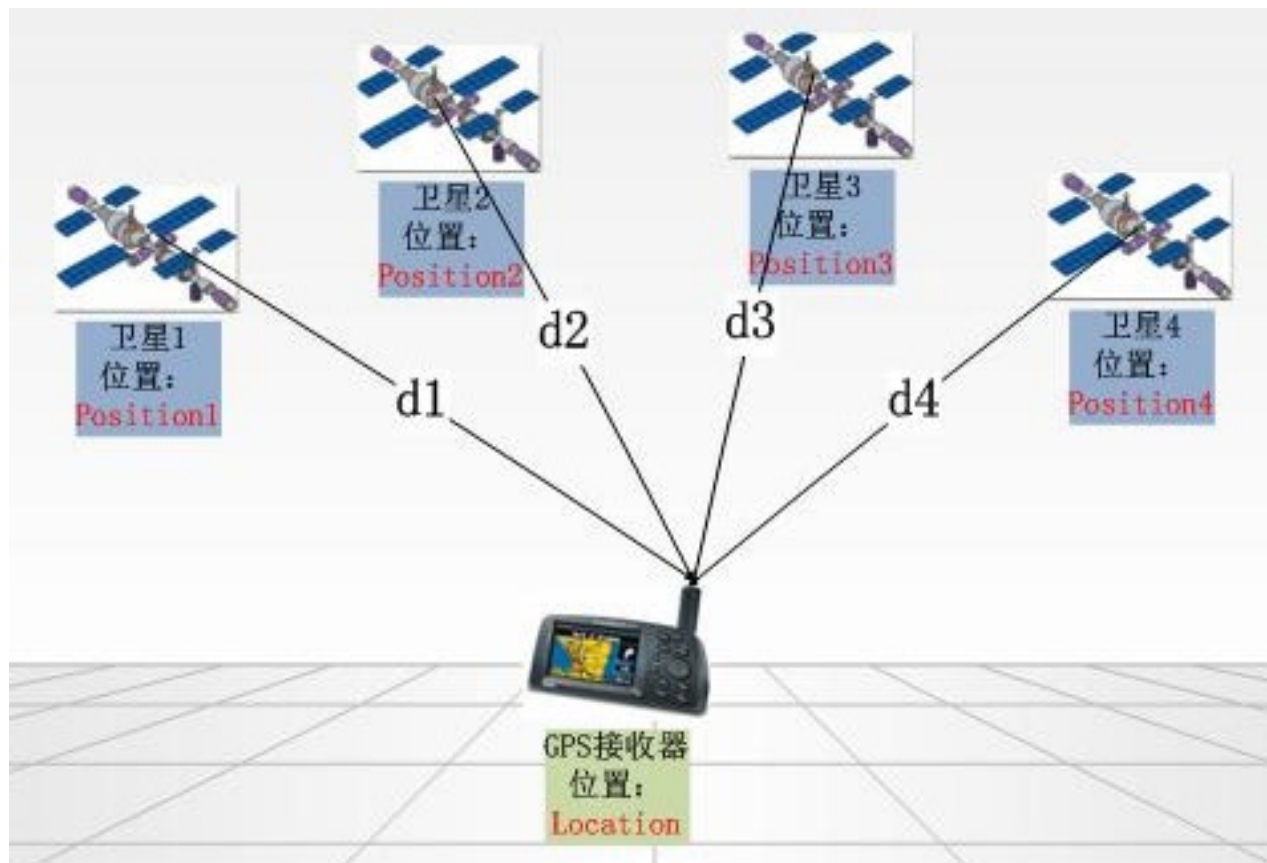 卫星1
位置：
Position1
卫星2
位置：
Position2
卫星3
位置：
Position3
卫星4
位置：
Position4
d1
d2
d3
d4
GPS接收器
位置：
Location